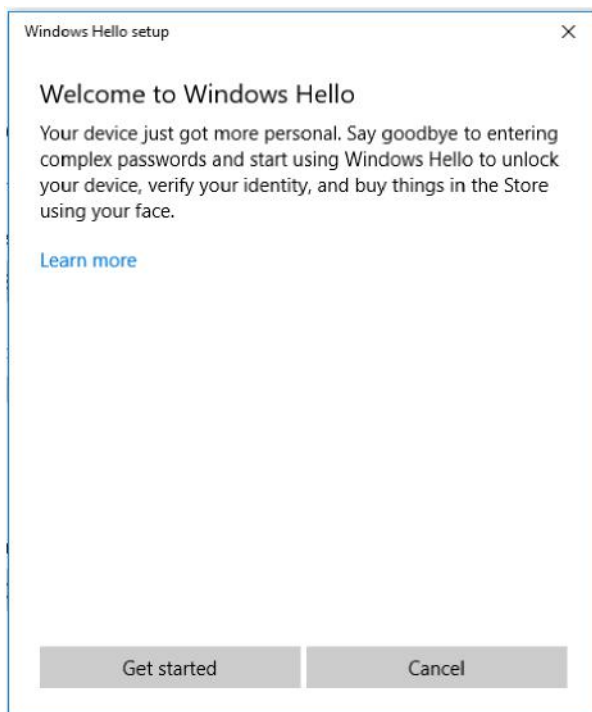 Windows Hello setup
Welcome to Windows Hello
Your device just got more personal. Say goodbye to entering
complex passwords and start using Windows Hello to unlock
your device, verify your identity, and buy things in the Store
using your face.
Learn more
Get started
Cancel